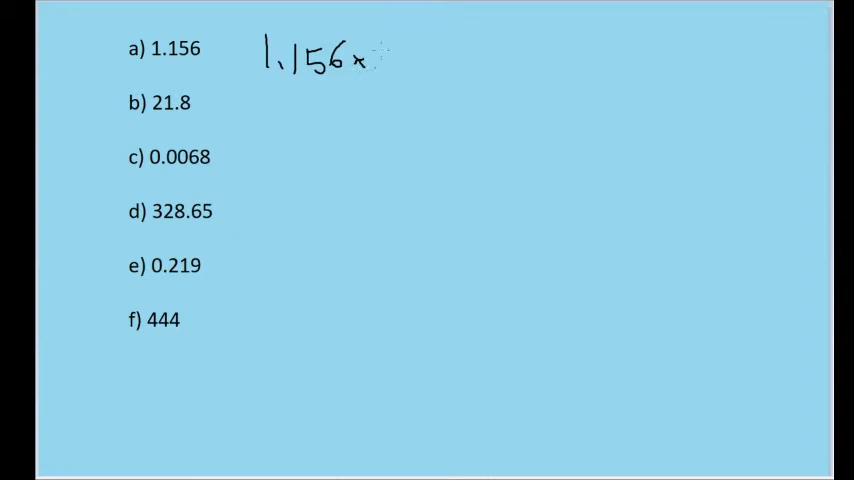 a) 1.156 1.156×
b) 21.8
c) 0.0068
d) 328.65
e) 0.219
f) 444